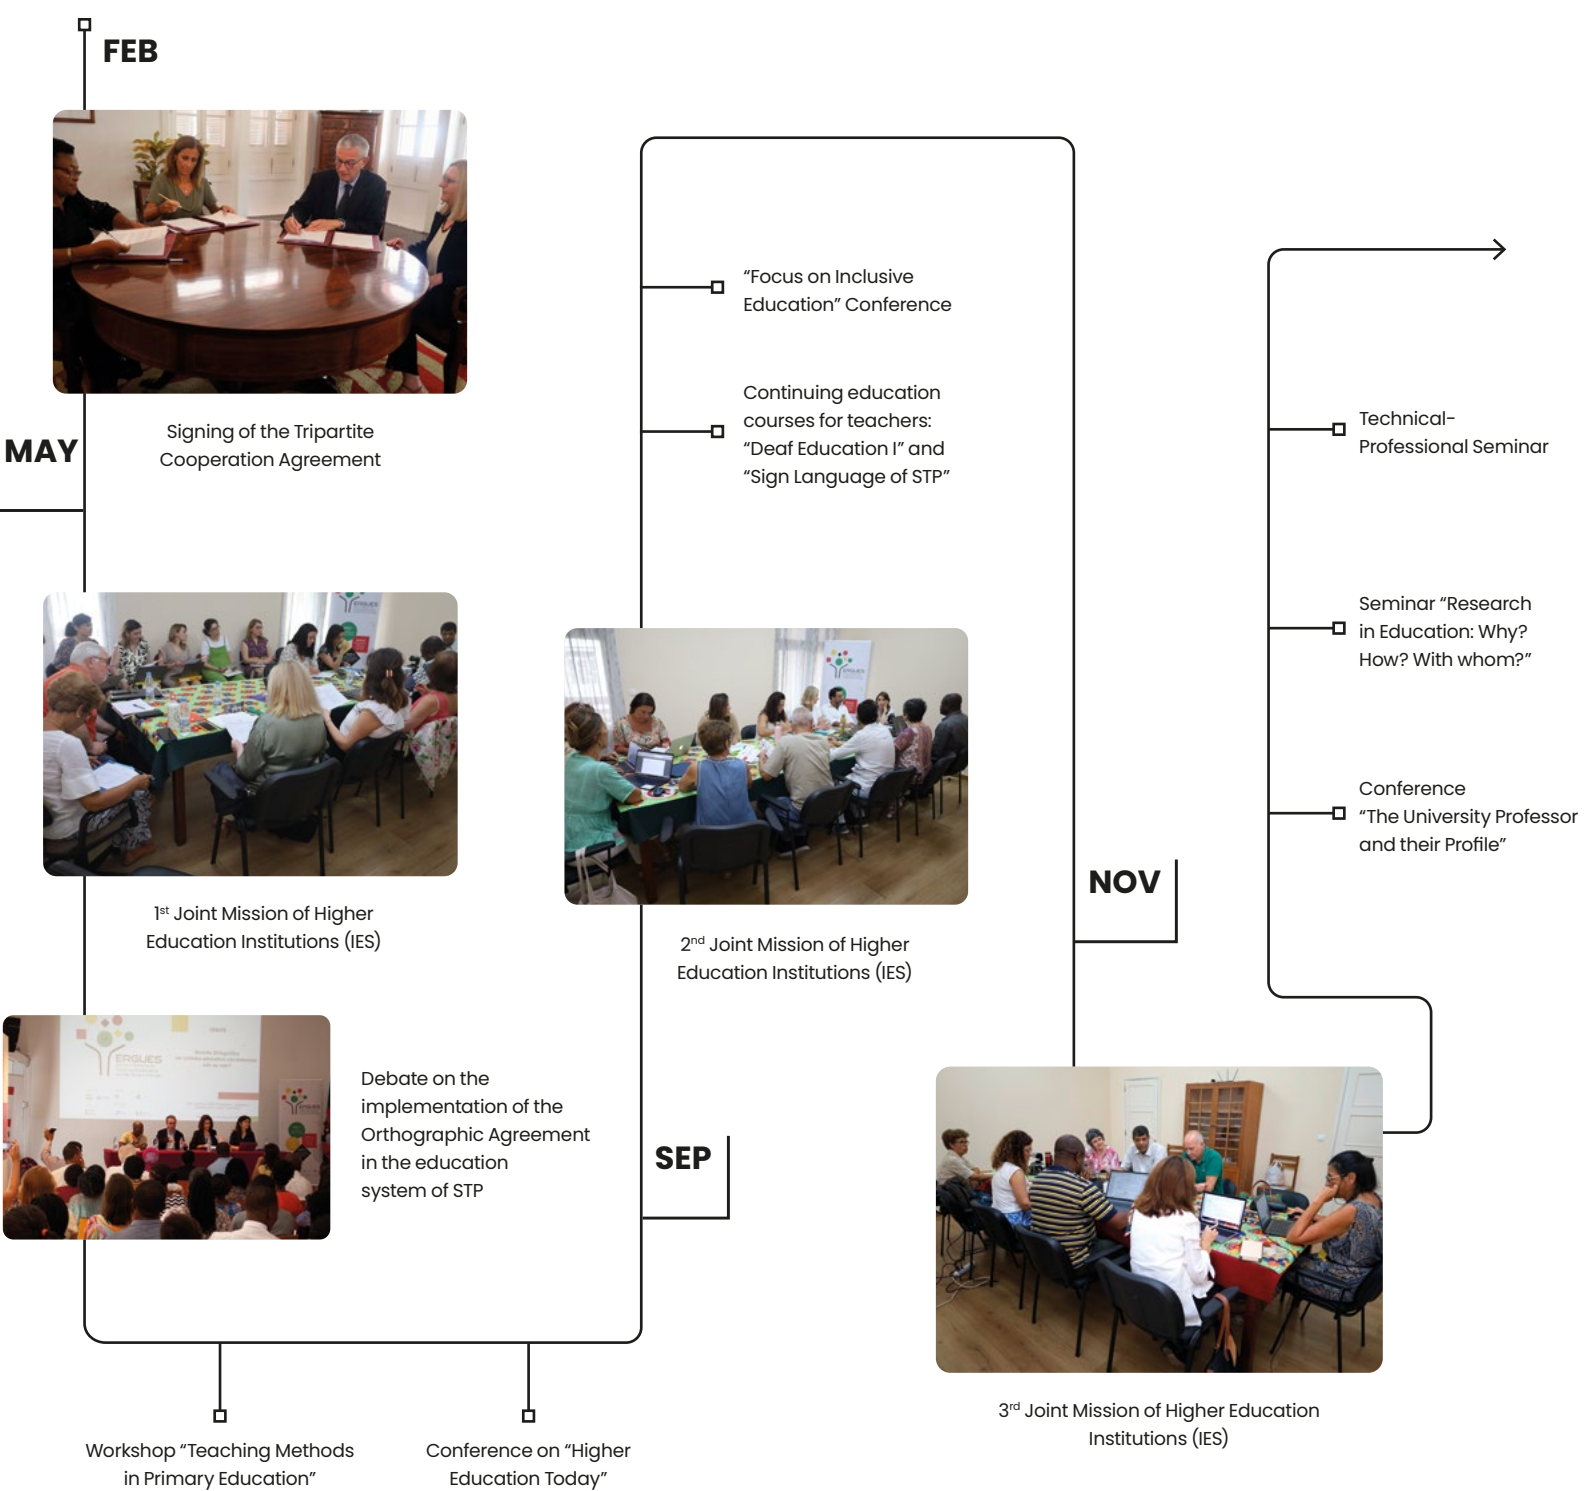 FEB
Signing of the Tripartite
Cooperation Agreement
MAY
1st Joint Mission of Higher
Education Institutions (IES)
ERGUES
ERGUES
Debate on the
implementation of the
Orthographic Agreement
in the education
system of STP
Workshop “Teaching Methods
in Primary Education”
Conference on “Higher
Education Today”
SEP
2nd Joint Mission of Higher
Education Institutions (IES)
ERGUES
Continuing education
courses for teachers:
“Deaf Education I” and
“Sign Language of STP”
“Focus on Inclusive
Education” Conference
NOV
3rd Joint Mission of Higher Education
Institutions (IES)
Conference
“The University Professor
and their Profile”
Seminar “Research
in Education: Why?
How? With whom?”
Technical-
Professional Seminar